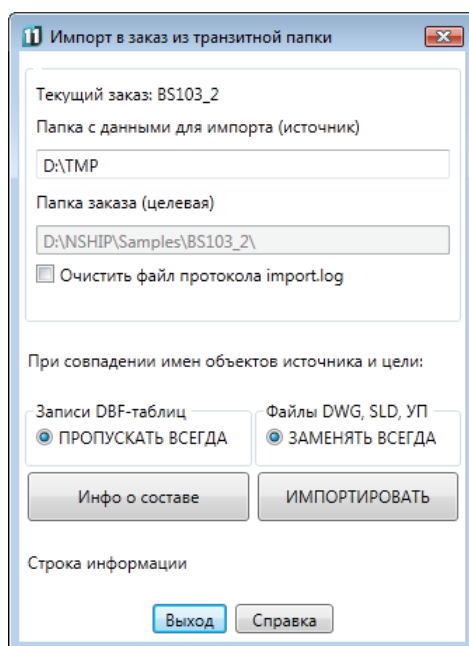 Импорт в заказ из транзитной папки
Текущий заказ: BS103_2
Папка с данными для импорта (источник)
D:\TMP
Папка заказа (целевая)
D:\NSHIP\Samples\BS103_2\
Очистить файл протокола import.log
При совпадении имен объектов источника и цели:
Записи DBF-таблиц
ПРОПУСКАТЬ ВСЕГДА
Файлы DWG, SLD, УП
ЗАМЕНЯТЬ ВСЕГДА
Инфо о составе
ИМПОРТИРОВАТЬ
Строка информации
Выход
Справка